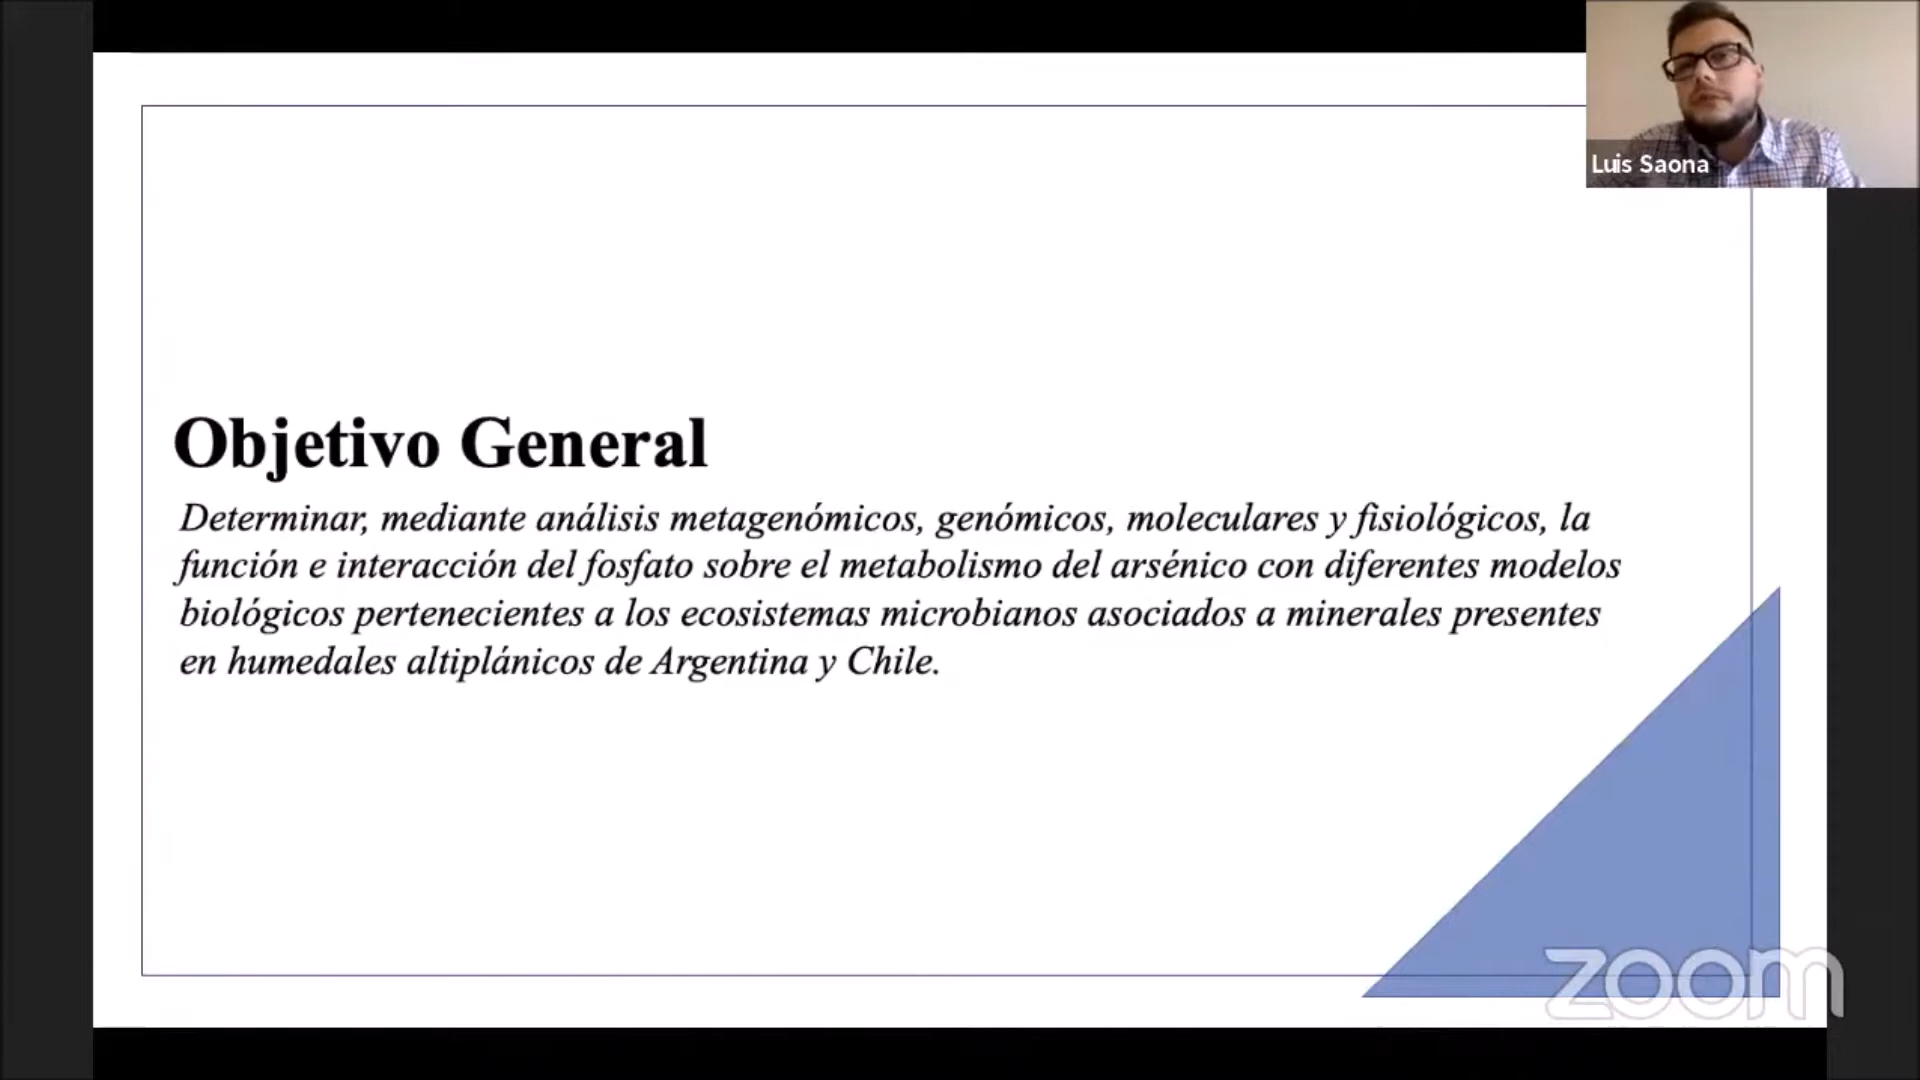 Luis Saona
Objetivo General
Determinar, mediante análisis metagenómicos, genómicos, moleculares y fisiológicos, la
función e interacción del fosfato sobre el metabolismo del arsénico con diferentes modelos
biológicos pertenecientes a los ecosistemas microbianos asociados a minerales presentes
en humedales altiplánicos de Argentina y Chile.
zoom